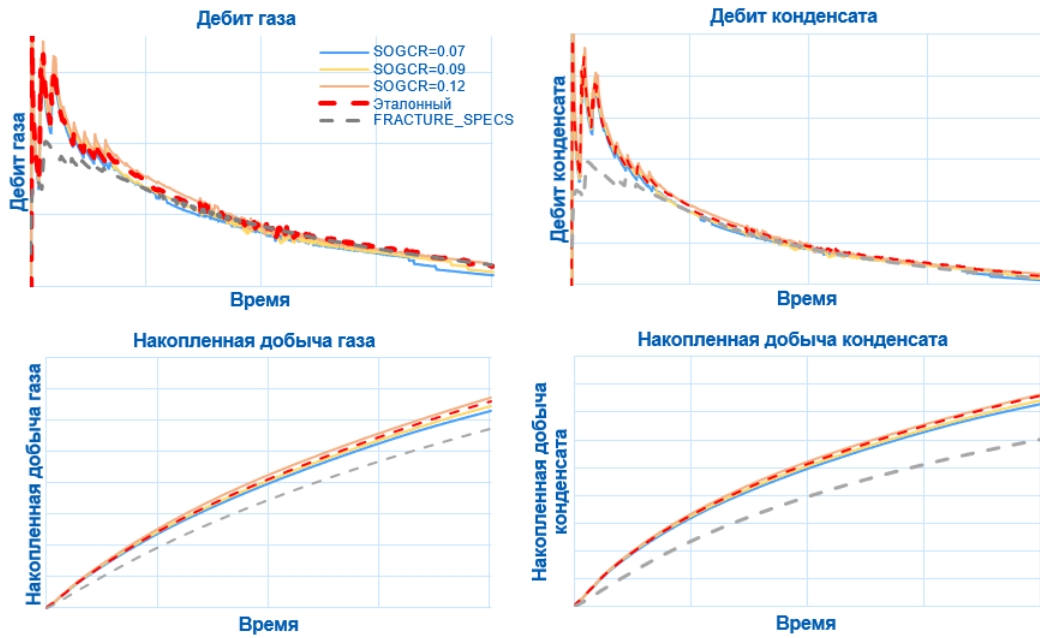 Дебит газа
Дебит газа
SOGCR=0.07
SOGCR=0.09
SOGCR=0.12
Эталонный
FRACTURE_SPECS
Время
Дебит конденсата
Дебит конденсата
Время
Накопленная добыча газа
Накопленная добыча газа
Время
Накопленная добыча конденсата
Накопленная добыча
конденсата
Время